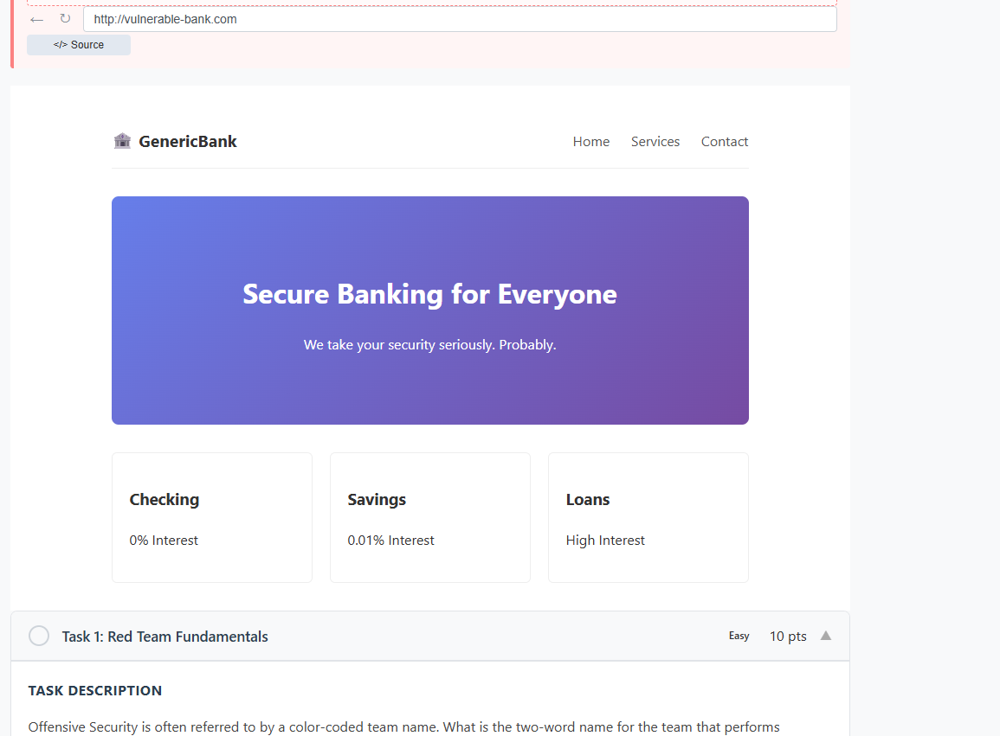 http://vulnerable-bank.com
</> Source
GenericBank
Home Services Contact
Secure Banking for Everyone
We take your security seriously. Probably.
Checking
0% Interest
Savings
0.01% Interest
Loans
High Interest
Task 1: Red Team Fundamentals
Easy 10 pts
TASK DESCRIPTION
Offensive Security is often referred to by a color-coded team name. What is the two-word name for the team that performs